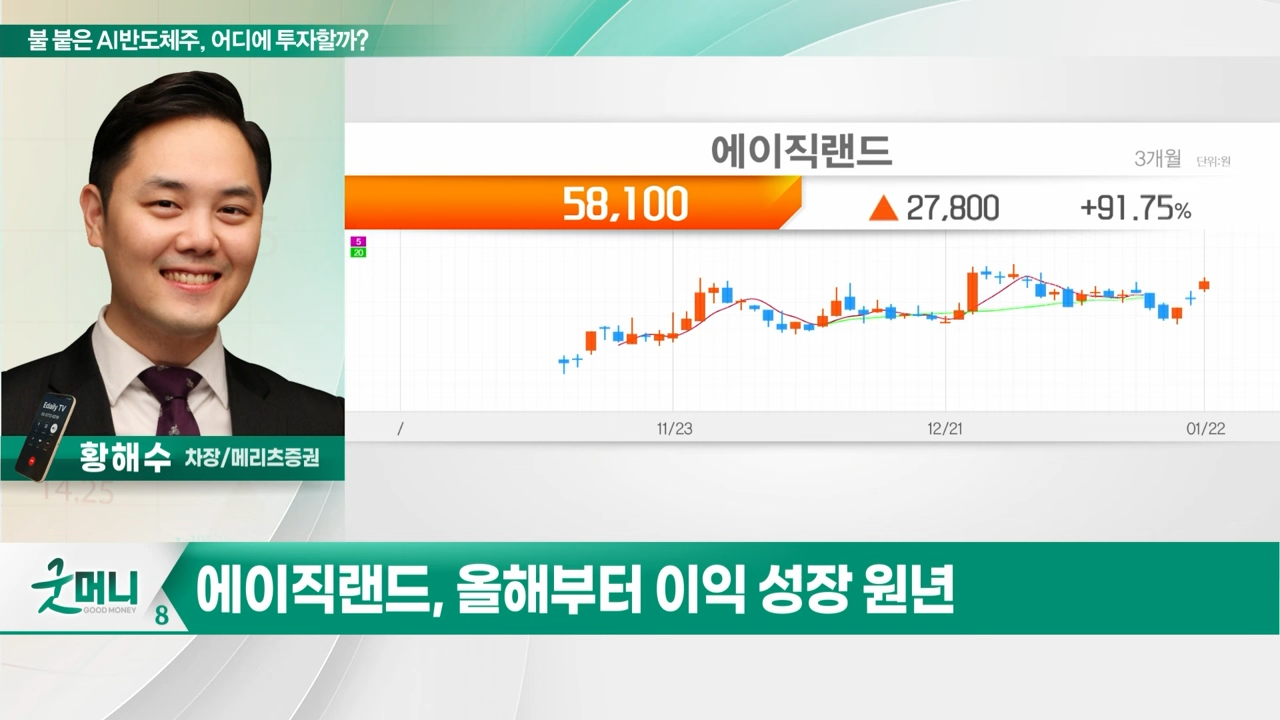 불 붙은 AI반도체주, 어디에 투자할까?
에이직랜드
3개월 단위:원
58,100 ▲ 27,800 +91.75%
5
20
/ 11/23 12/21 01/22
Edaily TV
황해수 차장/메리츠증권
14.25
굿머니
GOOD MONEY
8
에이직랜드, 올해부터 이익 성장 원년